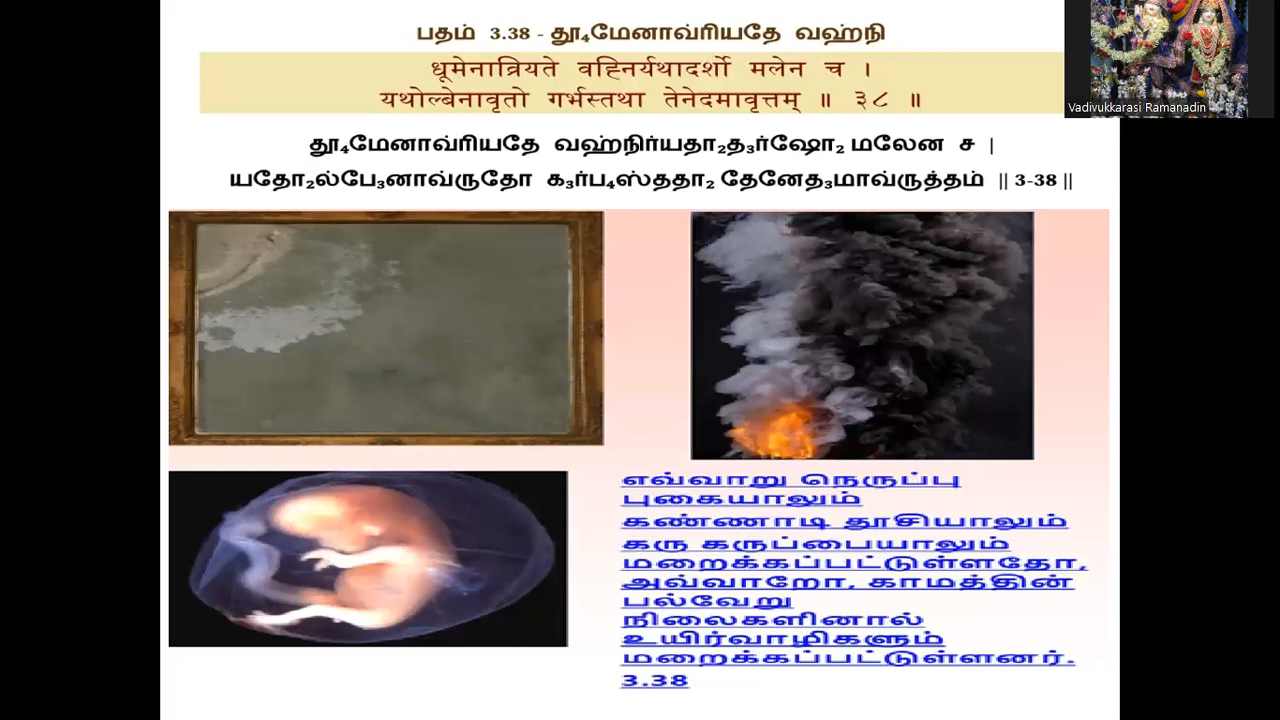 பதம் 3.38 - தூ₄மேனாவ்ரியதே வஹ்நி
धूमेनाव्रियते वह्निर्यथादर्शो मलेन च ।
यथोल्बेनावृतो गर्भस्तथा तेनेदमावृत्तम् ॥ ३८ ॥
Vadivukkarasi Ramanadin
தூ₄மேனாவ்ரியதே வஹ்நிர்யதா₂த₃ர்ஷோ₂ மலேன ச |
யதோ₂ல்பே₃னாவ்ருதோ க₃ர்ப₄ஸ்ததா₂ தேனேத₃மாவ்ருத்தம் || 3-38 ||
எவ்வாறு நெருப்பு
புகையாலும்
கண்ணாடி தூசியாலும்
கரு கருப்பையாலும்
மறைக்கப்பட்டுள்ளதோ,
அவ்வாறோ, காமத்தின்
பல்வேறு
நிலைகளினால்
உயிர்வாழிகளும்
மறைக்கப்பட்டுள்ளனர்.
3.38